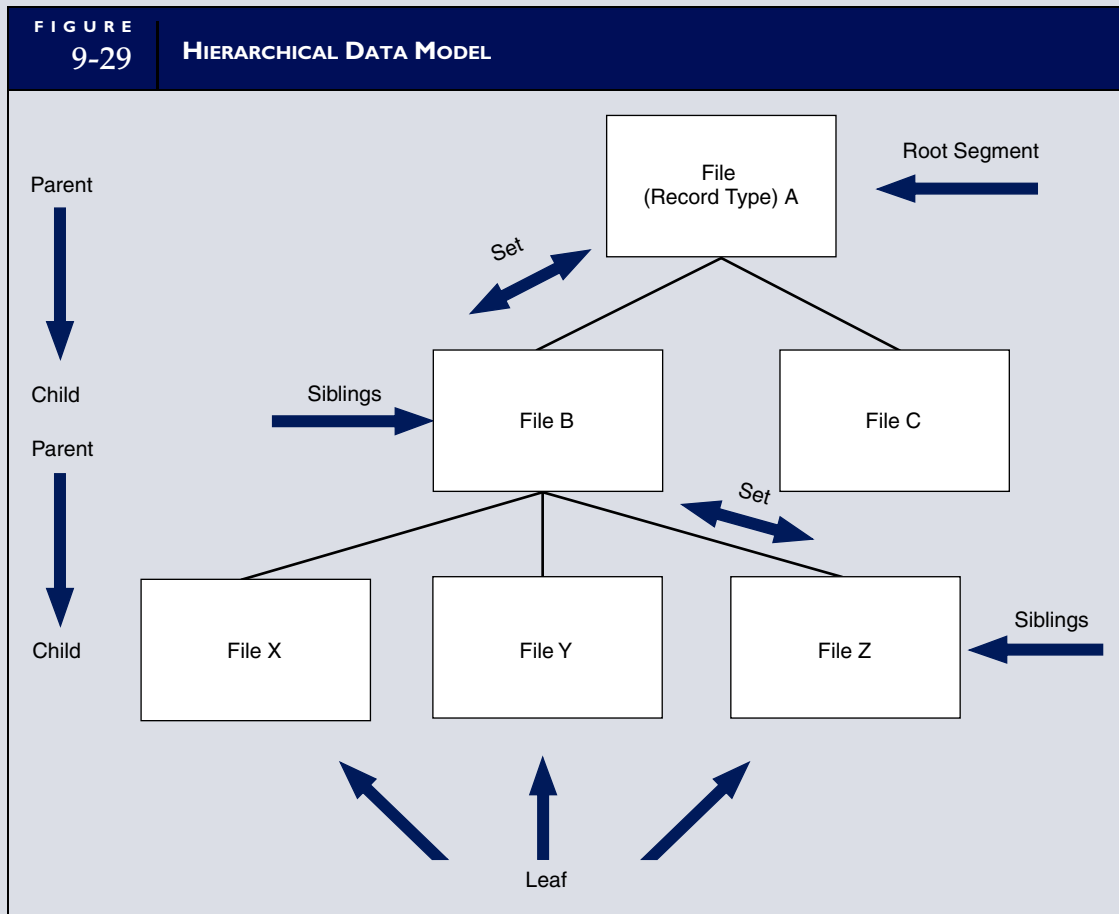 FIGURE
9-29
HIERARCHICAL DATA MODEL
File
(Record Type) A
Root Segment
Parent
Set
Child
Siblings
File B
File C
Parent
Set
Child
File X
File Y
File Z
Siblings
Leaf